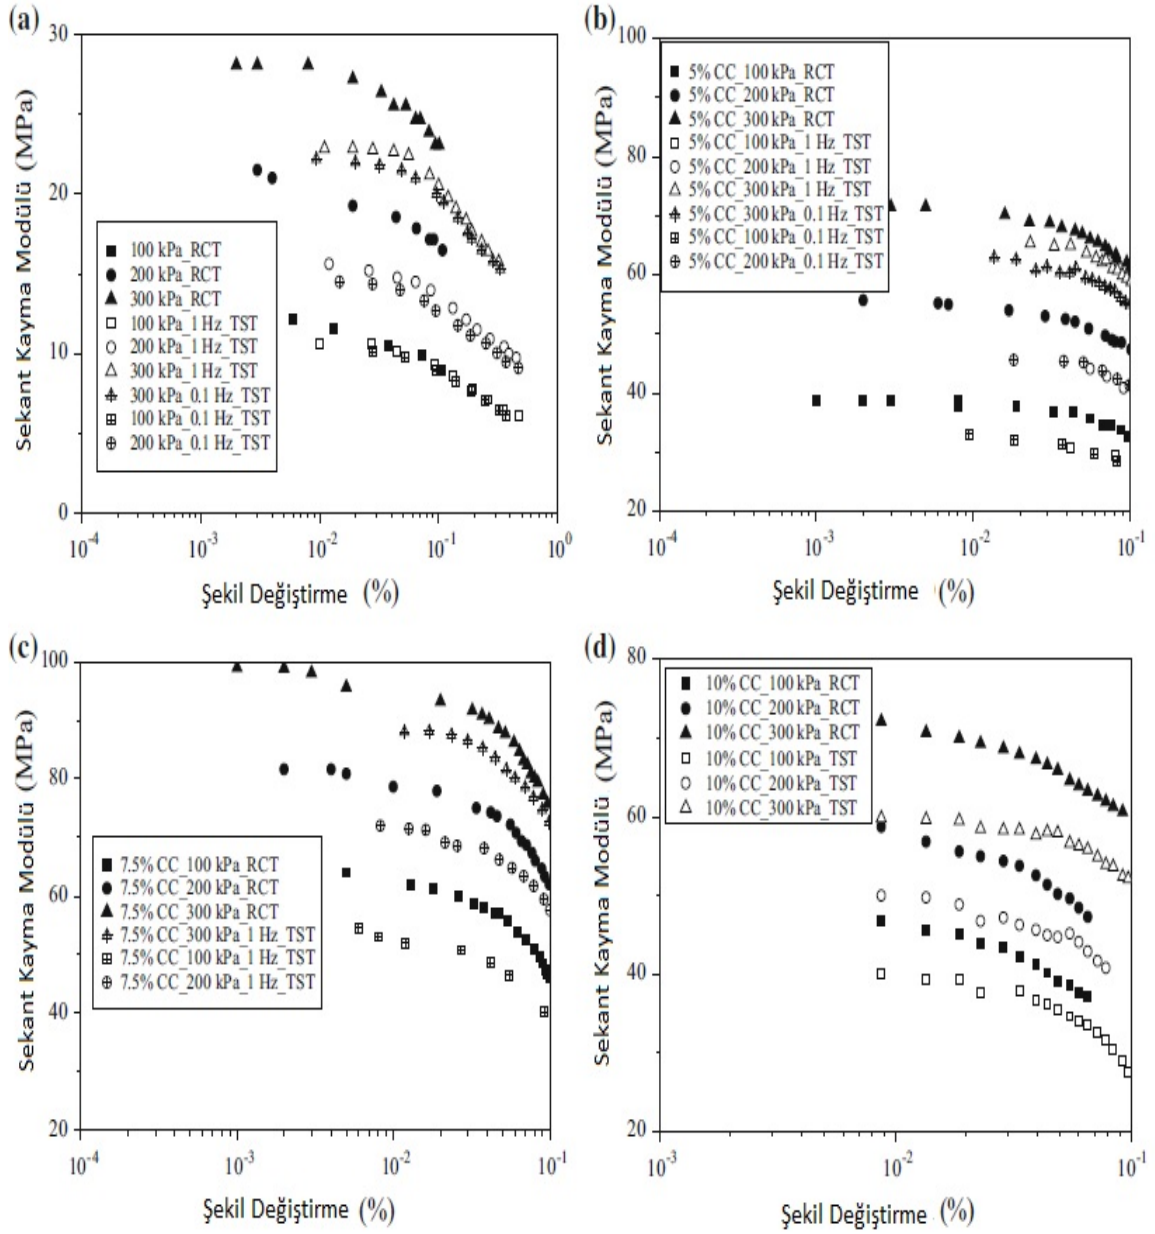 (a)
30
20
10
0
Sekant Kayma Modülü (MPa)
100 kPa_RCT
200 kPa_RCT
300 kPa_RCT
100 kPa_1 Hz_TST
200 kPa_1 Hz_TST
300 kPa_1 Hz_TST
300 kPa_0.1 Hz_TST
100 kPa_0.1 Hz_TST
200 kPa_0.1 Hz_TST
10⁻⁴ 10⁻³ 10⁻² 10⁻¹ 10⁰
Şekil Değiştirme (%)
(b)
100
80
60
40
20
Sekant Kayma Modülü (MPa)
5% CC_100 kPa_RCT
5% CC_200 kPa_RCT
5% CC_300 kPa_RCT
5% CC_100 kPa_1 Hz_TST
5% CC_200 kPa_1 Hz_TST
5% CC_300 kPa_1 Hz_TST
5% CC_300 kPa_0.1 Hz_TST
5% CC_100 kPa_0.1 Hz_TST
5% CC_200 kPa_0.1 Hz_TST
10⁻⁴ 10⁻³ 10⁻² 10⁻¹
Şekil Değiştirme (%)
(c)
100
80
60
40
20
Sekant Kayma Modülü (MPa)
7.5% CC_100 kPa_RCT
7.5% CC_200 kPa_RCT
7.5% CC_300 kPa_RCT
7.5% CC_300 kPa_1 Hz_TST
7.5% CC_100 kPa_1 Hz_TST
7.5% CC_200 kPa_1 Hz_TST
10⁻⁴ 10⁻³ 10⁻² 10⁻¹
Şekil Değiştirme (%)
(d)
80
60
40
20
Sekant Kayma Modülü (MPa)
10% CC_100 kPa_RCT
10% CC_200 kPa_RCT
10% CC_300 kPa_RCT
10% CC_100 kPa_TST
10% CC_200 kPa_TST
10% CC_300 kPa_TST
10⁻³ 10⁻² 10⁻¹
Şekil Değiştirme (%)